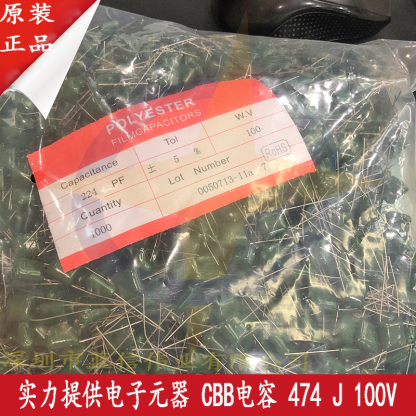 原装
正品
POLYESTER
FILMCAPACITORS
Capacitance Tol W.V
224 PF ± 5 % 100
Quantity Lot Number RoHS
1000 0050713-11a 7
实力提供电子元器 CBB电容 474 J 100V